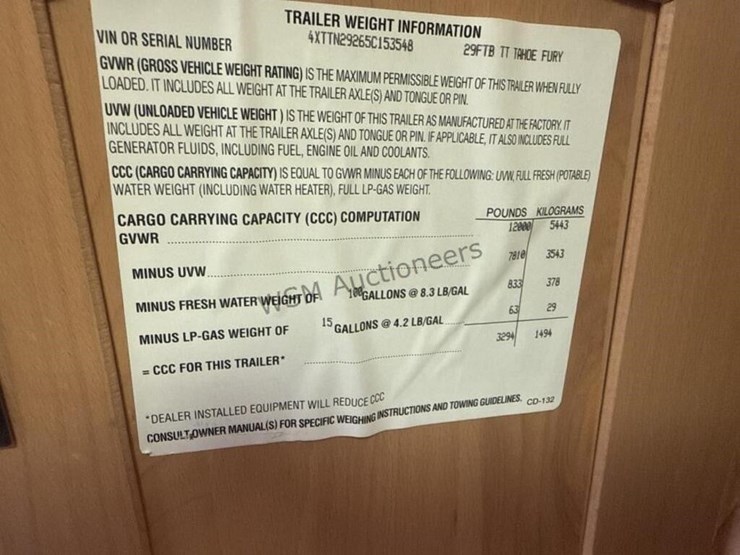 TRAILER WEIGHT INFORMATION
VIN OR SERIAL NUMBER 4XTTN29265C153548 29FTB TT TAHOE FURY
GVWR (GROSS VEHICLE WEIGHT RATING) IS THE MAXIMUM PERMISSIBLE WEIGHT OF THIS TRAILER WHEN FULLY
LOADED. IT INCLUDES ALL WEIGHT AT THE TRAILER AXLE(S) AND TONGUE OR PIN.
UVW (UNLOADED VEHICLE WEIGHT ) IS THE WEIGHT OF THIS TRAILER AS MANUFACTURED AT THE FACTORY. IT
INCLUDES ALL WEIGHT AT THE TRAILER AXLE(S) AND TONGUE OR PIN. IF APPLICABLE, IT ALSO INCLUDES FULL
GENERATOR FLUIDS, INCLUDING FUEL, ENGINE OIL AND COOLANTS.
CCC (CARGO CARRYING CAPACITY) IS EQUAL TO GVWR MINUS EACH OF THE FOLLOWING: UVW, FULL FRESH (POTABLE)
WATER WEIGHT (INCLUDING WATER HEATER), FULL LP-GAS WEIGHT.
CARGO CARRYING CAPACITY (CCC) COMPUTATION POUNDS KILOGRAMS
GVWR 12000 5443
MINUS UVW 7810 3543
MINUS FRESH WATER WEIGHT OF 100 GALLONS @ 8.3 LB/GAL 833 378
MINUS LP-GAS WEIGHT OF 15 GALLONS @ 4.2 LB/GAL 63 29
= CCC FOR THIS TRAILER* 3294 1494
*DEALER INSTALLED EQUIPMENT WILL REDUCE CCC
CONSULT OWNER MANUAL(S) FOR SPECIFIC WEIGHING INSTRUCTIONS AND TOWING GUIDELINES. CD-132
WSM Auctioneers